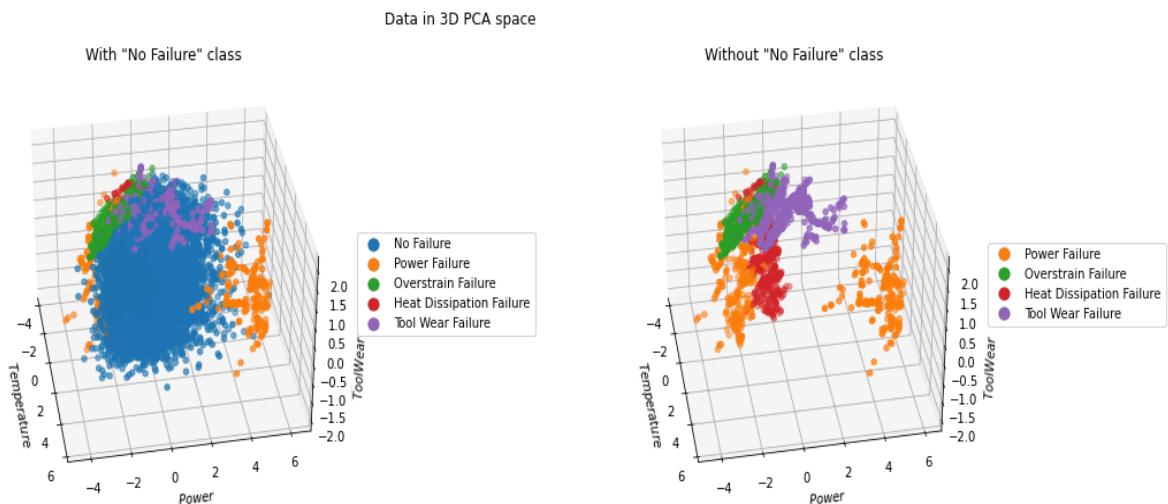 Data in 3D PCA space
With "No Failure" class
No Failure
Power Failure
Overstrain Failure
Heat Dissipation Failure
Tool Wear Failure
−4
−2
0
2
4
6
Temperature
−4
−2
0
2
4
6
Power
2.0
1.5
1.0
0.5
0.0
−0.5
−1.0
−1.5
−2.0
ToolWear
Without "No Failure" class
Power Failure
Overstrain Failure
Heat Dissipation Failure
Tool Wear Failure
−4
−2
0
2
4
6
Temperature
−4
−2
0
2
4
6
Power
2.0
1.5
1.0
0.5
0.0
−0.5
−1.0
−1.5
−2.0
ToolWear